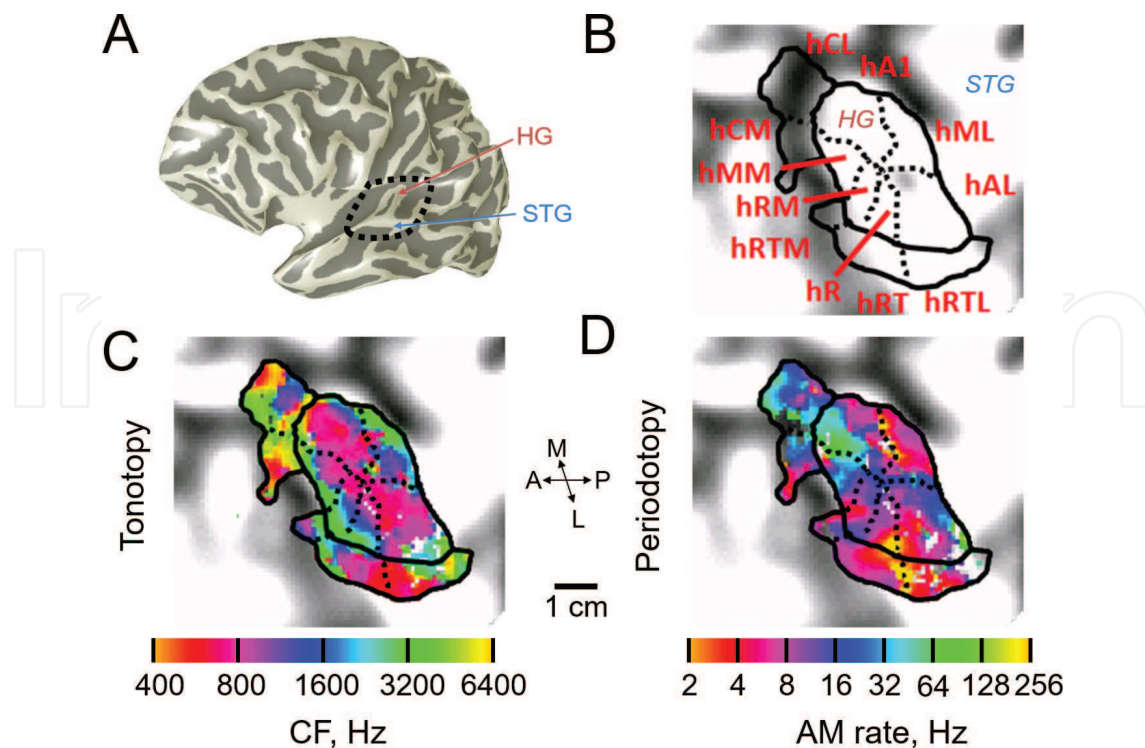 A
HG
STG
B
hCL
hA1
STG
HG
hCM
hML
hMM
hAL
hRM
hRTM
hR
hRT
hRTL
C
Tonotopy
M
A
P
L
1 cm
D
Periodotopy
400 800 1600 3200 6400
CF, Hz
2 4 8 16 32 64 128 256
AM rate, Hz